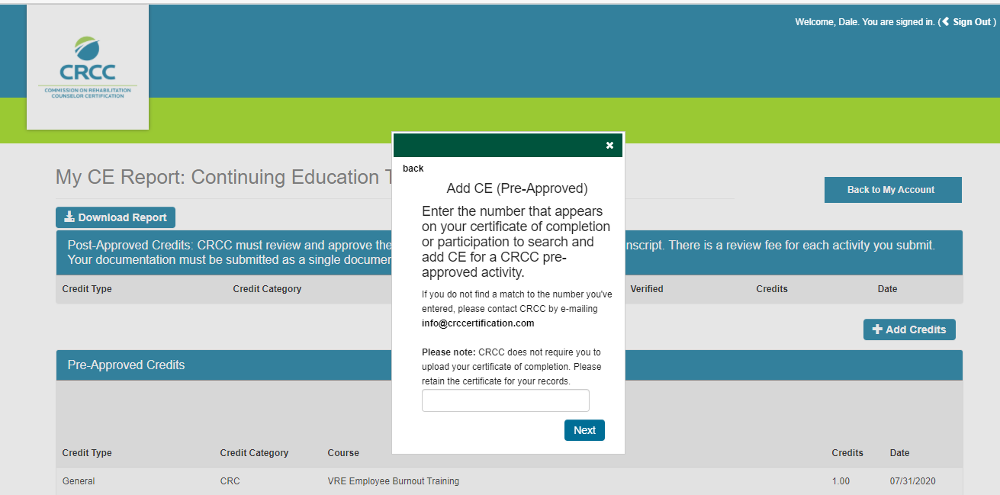 Welcome, Dale. You are signed in. ( Sign Out )
CRCC
COMMISSION ON REHABILITATION
COUNSELOR CERTIFICATION
My CE Report: Continuing Education T
Back to My Account
Download Report
Post-Approved Credits: CRCC must review and approve the
nscript. There is a review fee for each activity you submit.
Your documentation must be submitted as a single documen
Credit Type Credit Category Verified Credits Date
Add Credits
Pre-Approved Credits
Credit Type Credit Category Course Credits Date
General CRC VRE Employee Burnout Training 1.00 07/31/2020
back
Add CE (Pre-Approved)
Enter the number that appears
on your certificate of completion
or participation to search and
add CE for a CRCC pre-
approved activity.
If you do not find a match to the number you've
entered, please contact CRCC by e-mailing
info@crccertification.com
Please note: CRCC does not require you to
upload your certificate of completion. Please
retain the certificate for your records.
Next